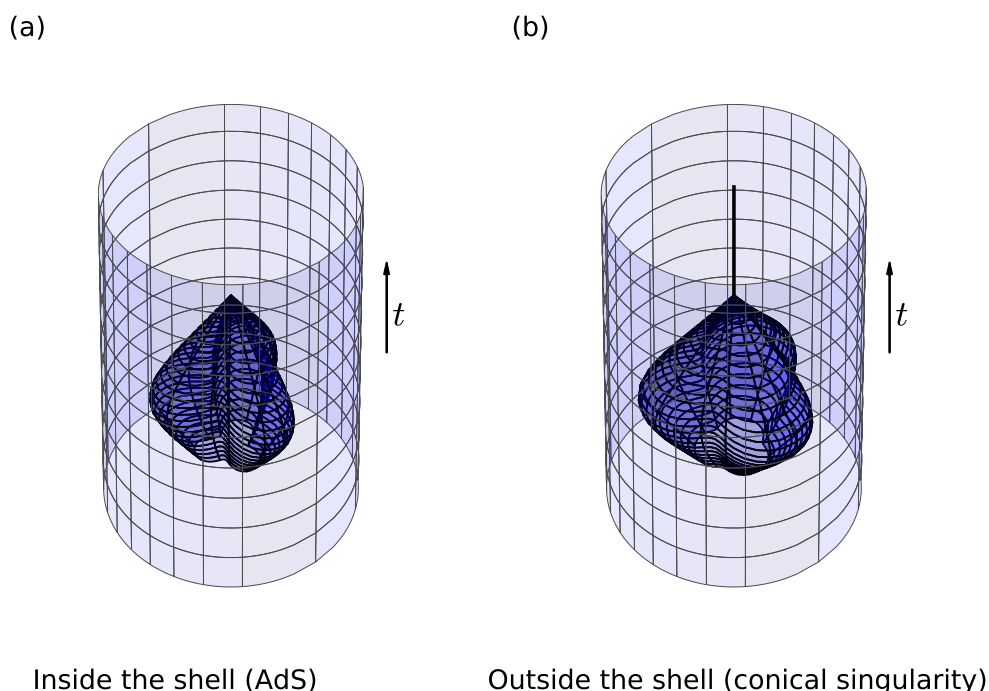 (a)
(b)
t
t
Inside the shell (AdS)
Outside the shell (conical singularity)